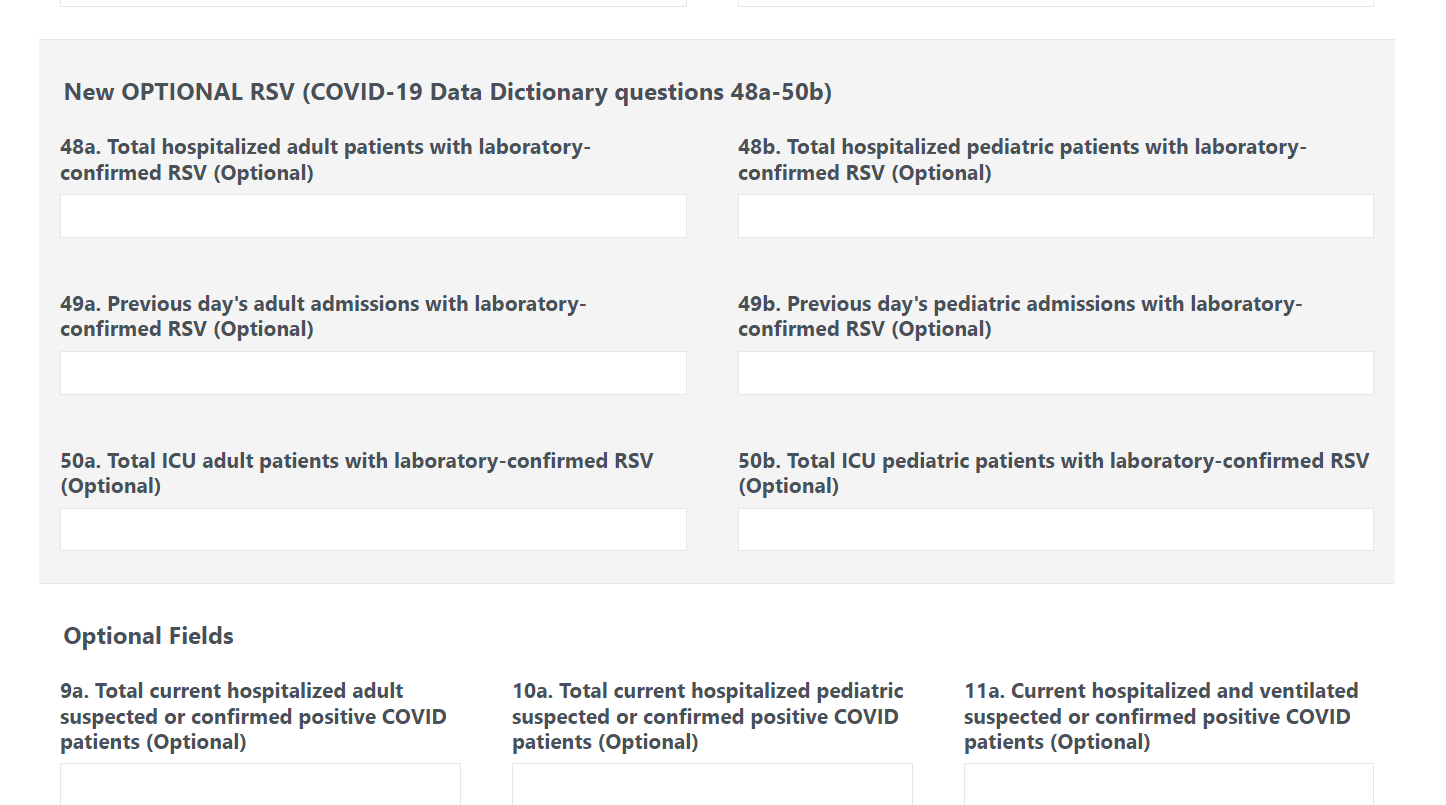 New OPTIONAL RSV (COVID-19 Data Dictionary questions 48a-50b)
48a. Total hospitalized adult patients with laboratory-
confirmed RSV (Optional)
48b. Total hospitalized pediatric patients with laboratory-
confirmed RSV (Optional)
49a. Previous day's adult admissions with laboratory-
confirmed RSV (Optional)
49b. Previous day's pediatric admissions with laboratory-
confirmed RSV (Optional)
50a. Total ICU adult patients with laboratory-confirmed RSV
(Optional)
50b. Total ICU pediatric patients with laboratory-confirmed RSV
(Optional)
Optional Fields
9a. Total current hospitalized adult
suspected or confirmed positive COVID
patients (Optional)
10a. Total current hospitalized pediatric
suspected or confirmed positive COVID
patients (Optional)
11a. Current hospitalized and ventilated
suspected or confirmed positive COVID
patients (Optional)